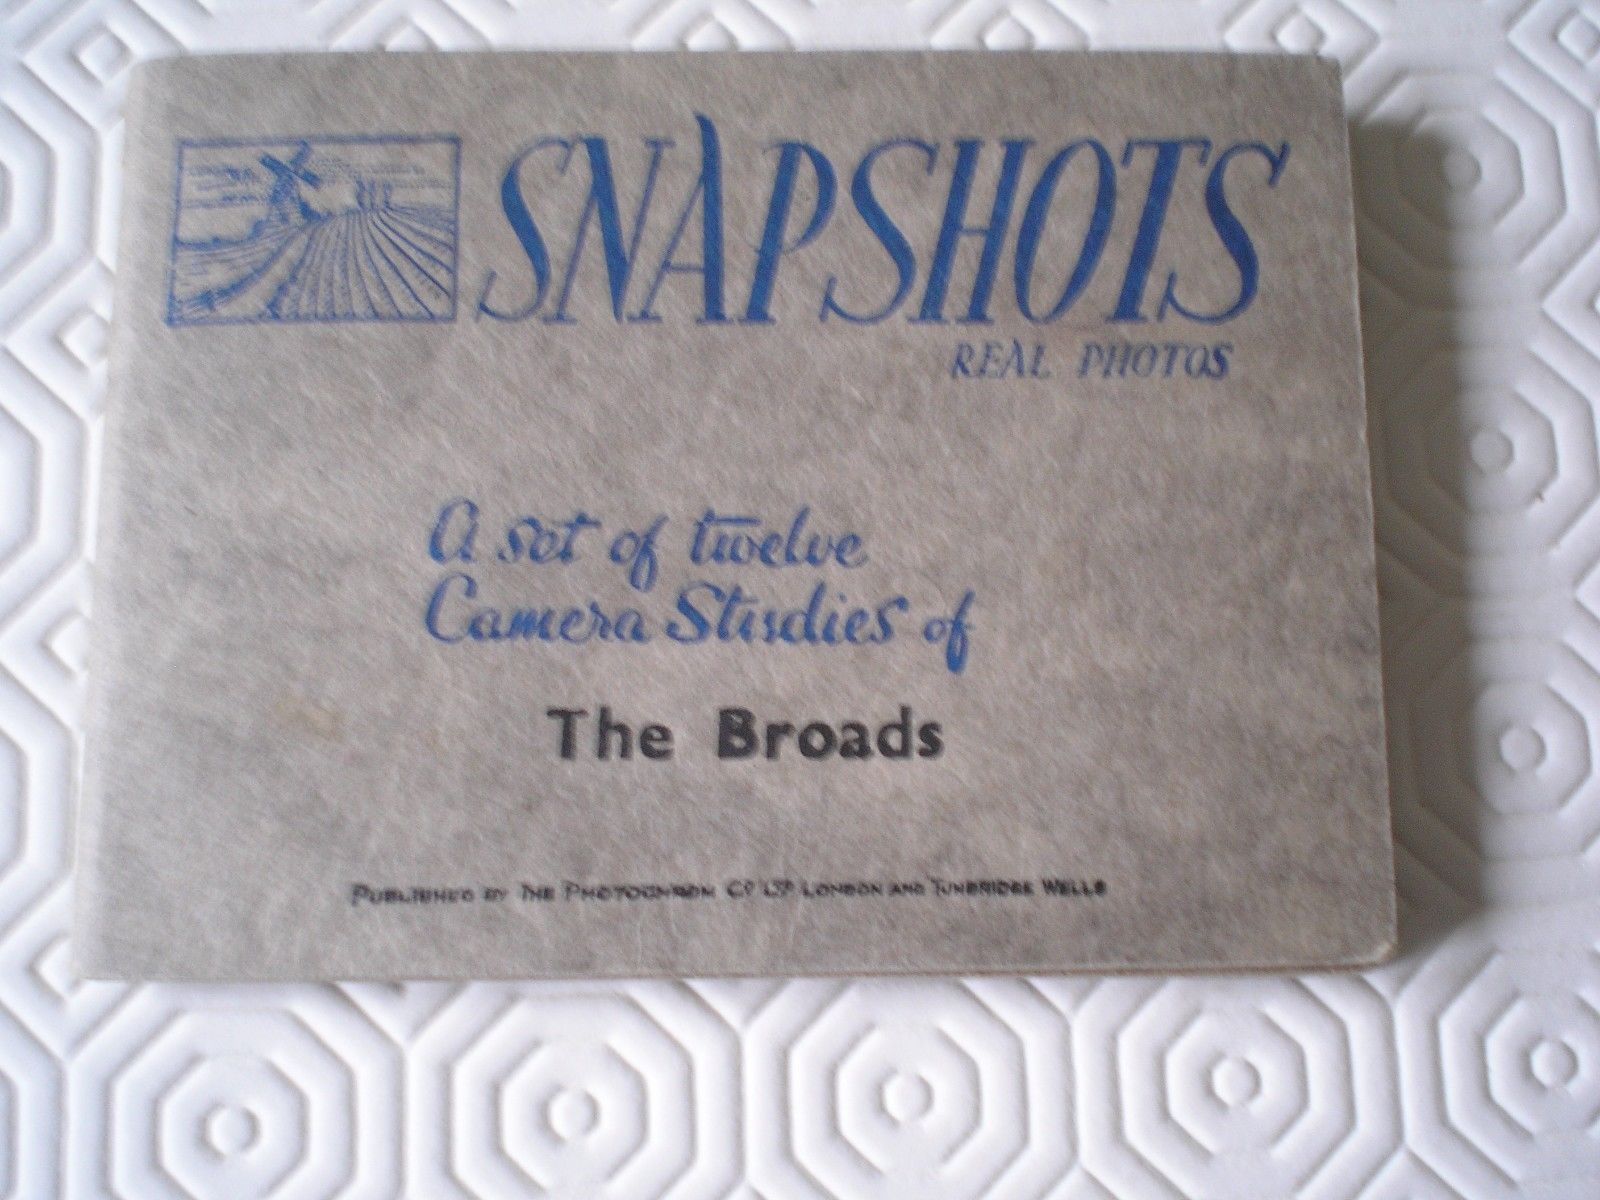 SNAPSHOTS
REAL PHOTOS
A set of twelve
Camera Studies of
The Broads
PUBLISHED BY THE PHOTOCHROM CO LTD LONDON AND TUNBRIDGE WELLS